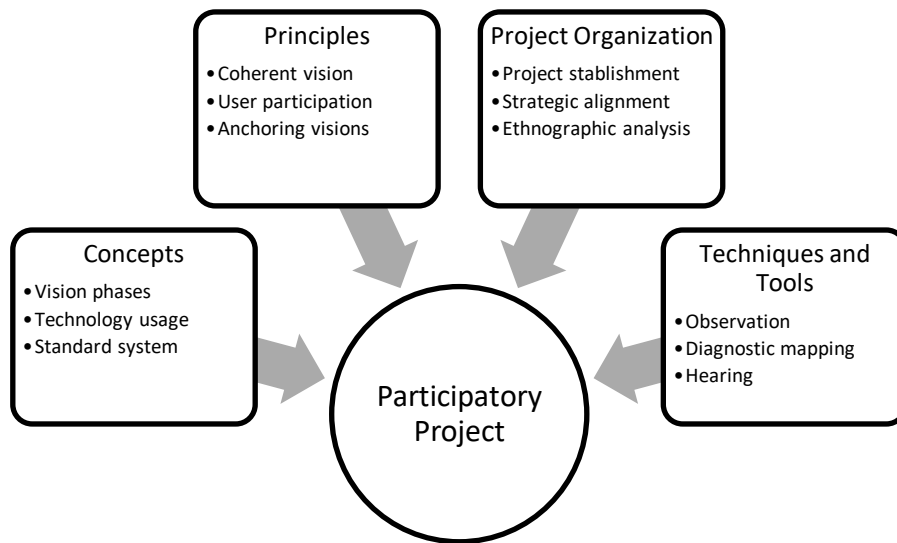 Principles
• Coherent vision
• User participation
• Anchoring visions
Project Organization
• Project stablishment
• Strategic alignment
• Ethnographic analysis
Concepts
• Vision phases
• Technology usage
• Standard system
Techniques and
Tools
• Observation
• Diagnostic mapping
• Hearing
Participatory
Project